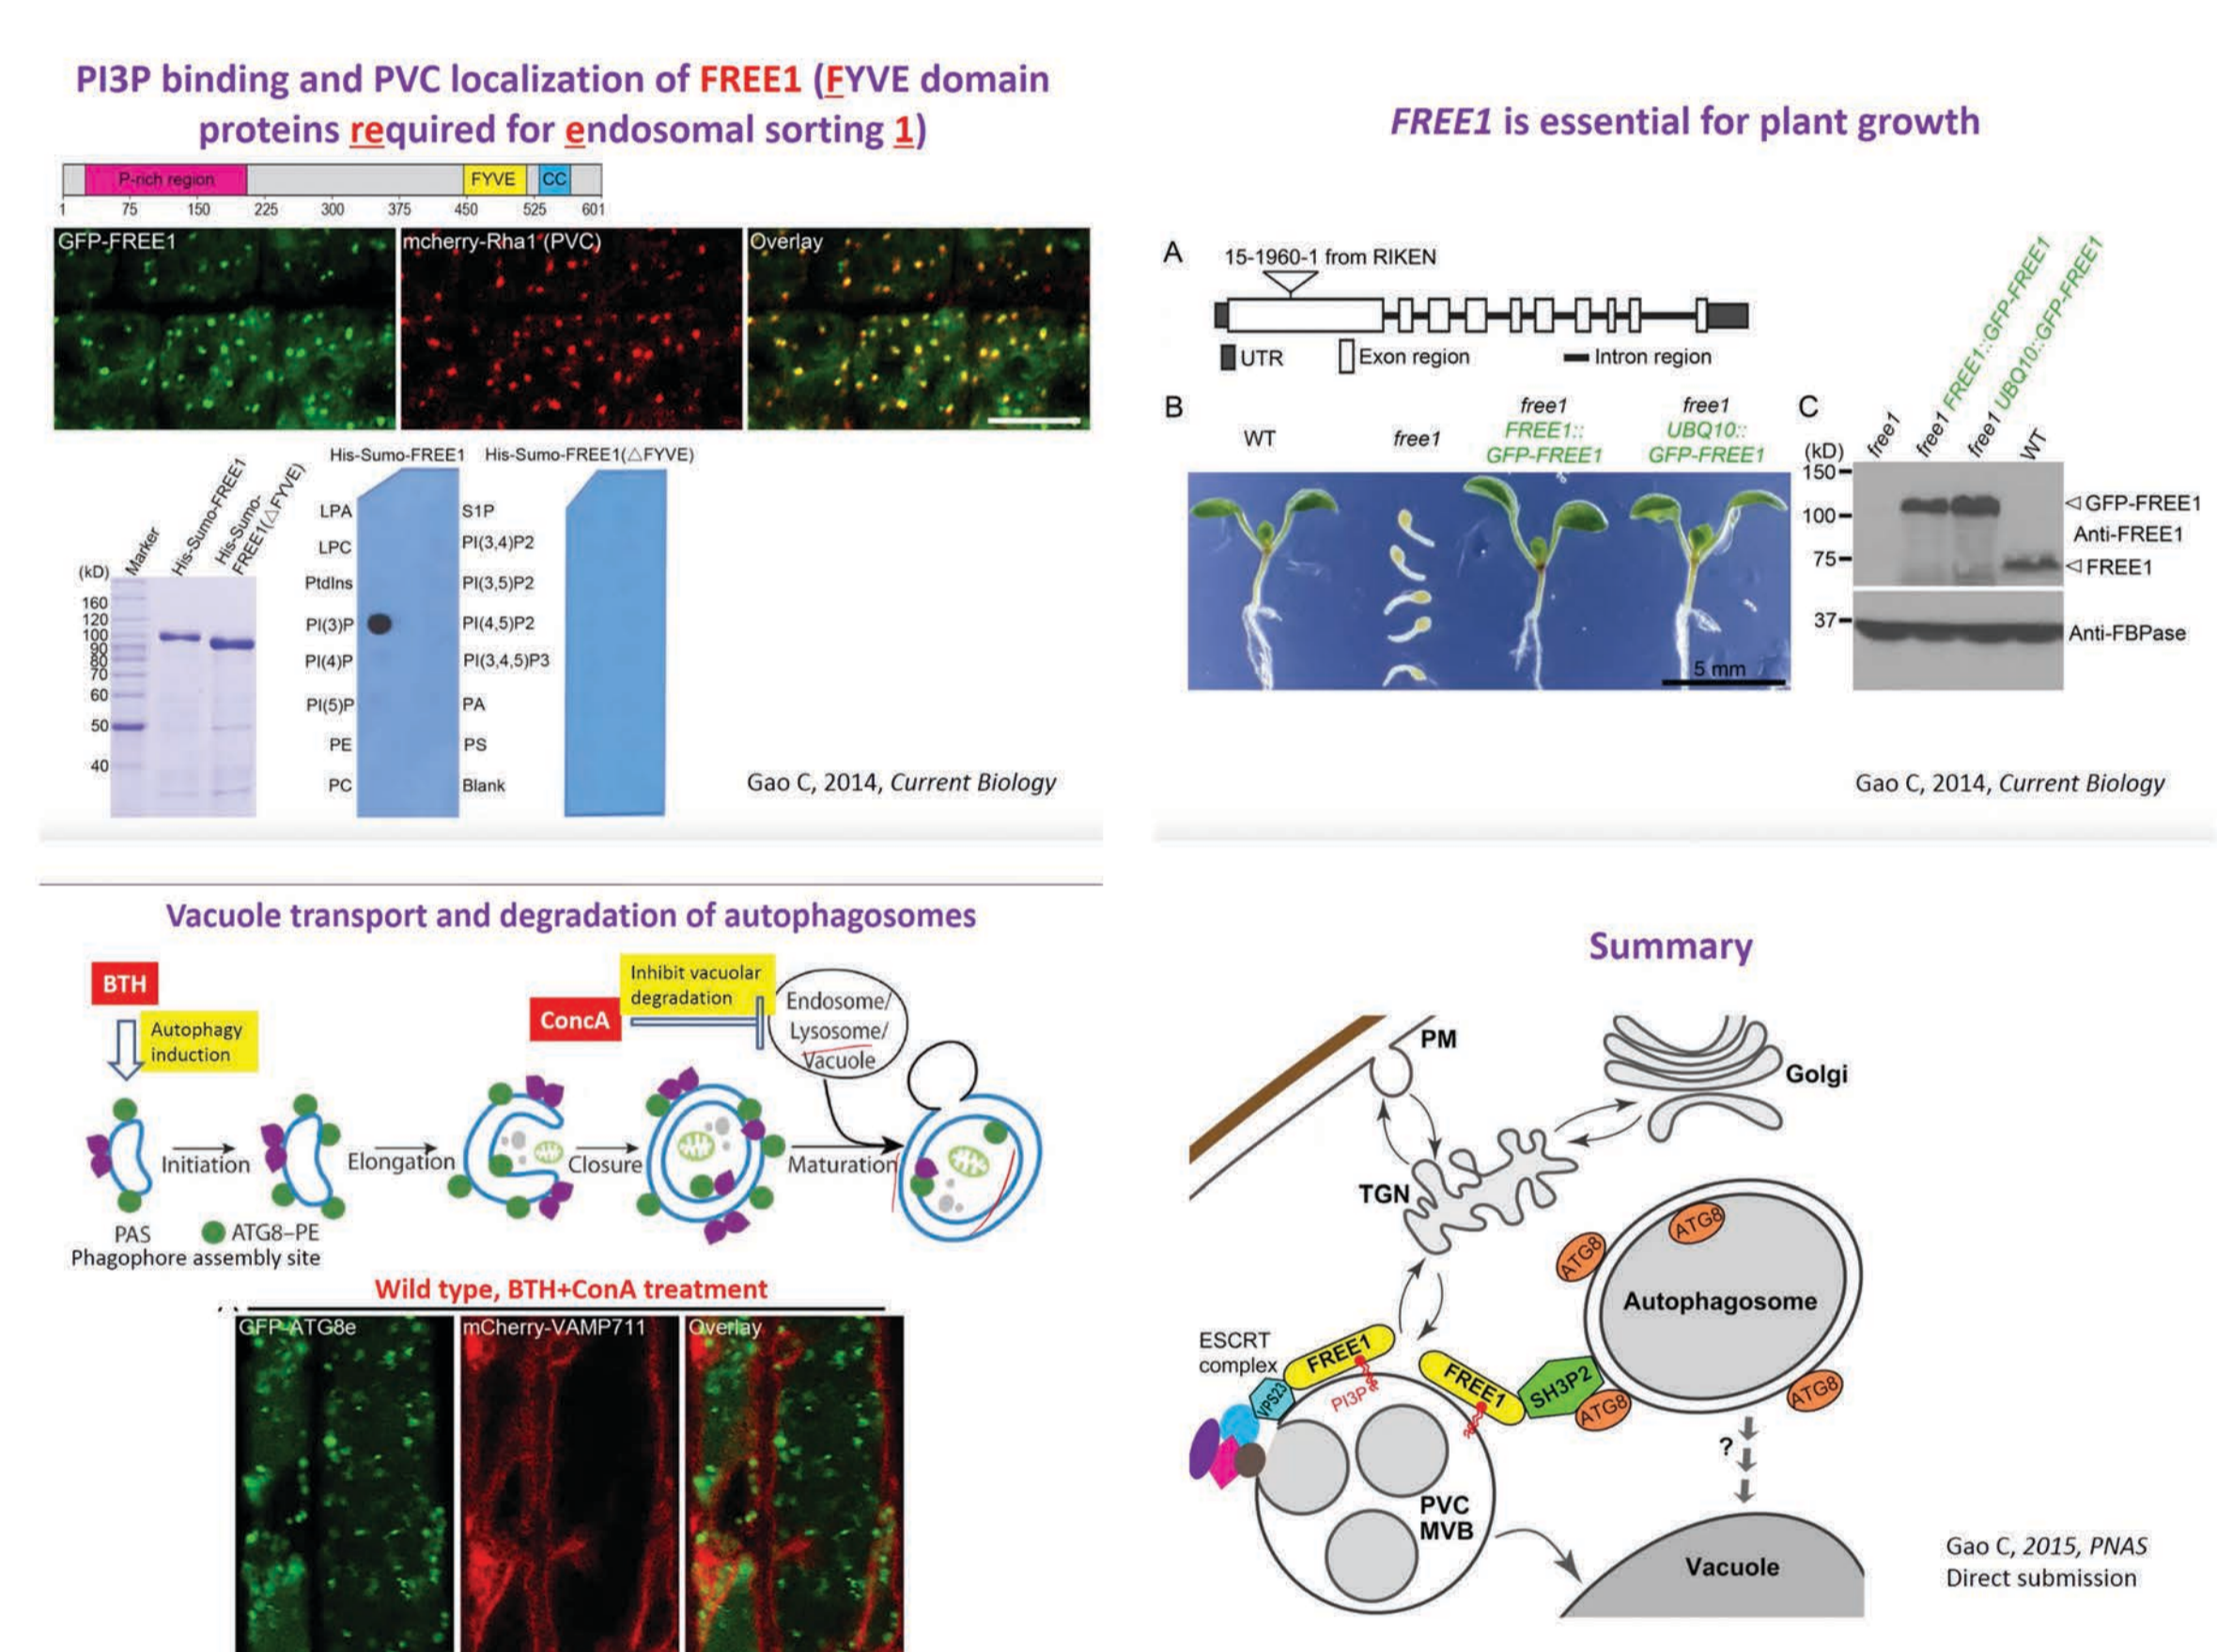 PI3P binding and PVC localization of FREE1 (FYVE domain
proteins required for endosomal sorting 1)
P-rich region
FYVE
CC
1 75 150 225 300 375 450 525 601
GFP-FREE1
mcherry-Rha1 (PVC)
Overlay
(kD)
Marker
His-Sumo-FREE1
His-Sumo-
FREE1(△FYVE)
160
120
100
90
80
70
60
50
40
His-Sumo-FREE1
His-Sumo-FREE1(△FYVE)
LPA S1P
LPC PI(3,4)P2
PtdIns PI(3,5)P2
PI(3)P PI(4,5)P2
PI(4)P PI(3,4,5)P3
PI(5)P PA
PE PS
PC Blank
Gao C, 2014, Current Biology
FREE1 is essential for plant growth
A
15-1960-1 from RIKEN
UTR
Exon region
Intron region
B
WT
free1
free1
FREE1::
GFP-FREE1
free1
UBQ10::
GFP-FREE1
5 mm
C
(kD)
free1
free1 FREE1::GFP-FREE1
free1 UBQ10::GFP-FREE1
WT
150
100
75
37
GFP-FREE1
Anti-FREE1
FREE1
Anti-FBPase
Gao C, 2014, Current Biology
Vacuole transport and degradation of autophagosomes
BTH
Autophagy
induction
ConcA
Inhibit vacuolar
degradation
Endosome/
Lysosome/
Vacuole
Initiation
Elongation
Closure
Maturation
PAS
Phagophore assembly site
ATG8–PE
Wild type, BTH+ConA treatment
GFP-ATG8e
mCherry-VAMP711
Overlay
Summary
PM
Golgi
TGN
ATG8
ATG8
Autophagosome
ESCRT
complex
FREE1
VPS23
PI3P
FREE1
SH3P2
ATG8
ATG8
?
PVC
MVB
Vacuole
Gao C, 2015, PNAS
Direct submission